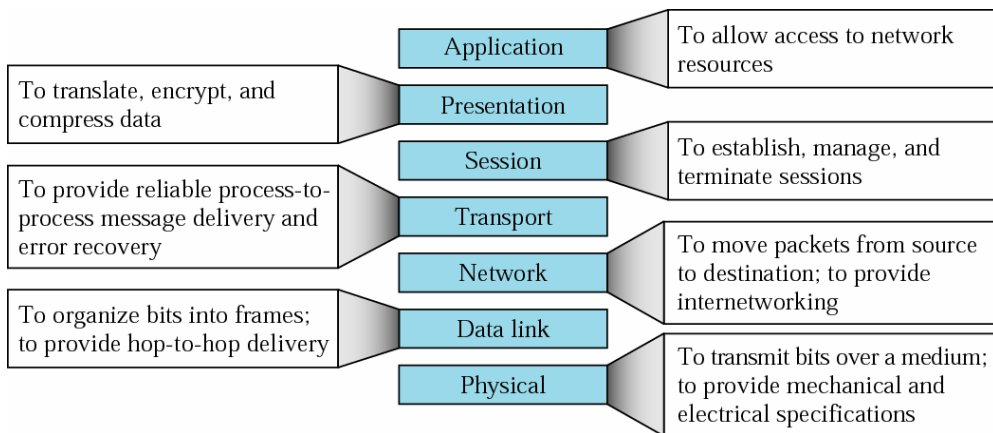 Application
To allow access to network
resources
To translate, encrypt, and
compress data
Presentation
Session
To establish, manage, and
terminate sessions
To provide reliable process-to-
process message delivery and
error recovery
Transport
Network
To move packets from source
to destination; to provide
internetworking
To organize bits into frames;
to provide hop-to-hop delivery
Data link
Physical
To transmit bits over a medium;
to provide mechanical and
electrical specifications